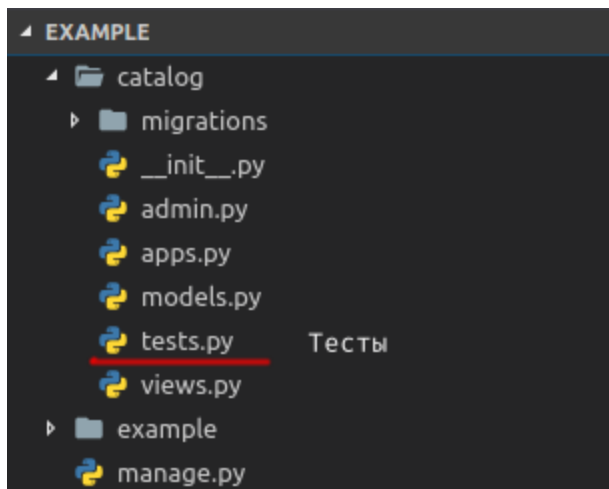 EXAMPLE
catalog
migrations
__init__.py
admin.py
apps.py
models.py
tests.py Тесты
views.py
example
manage.py